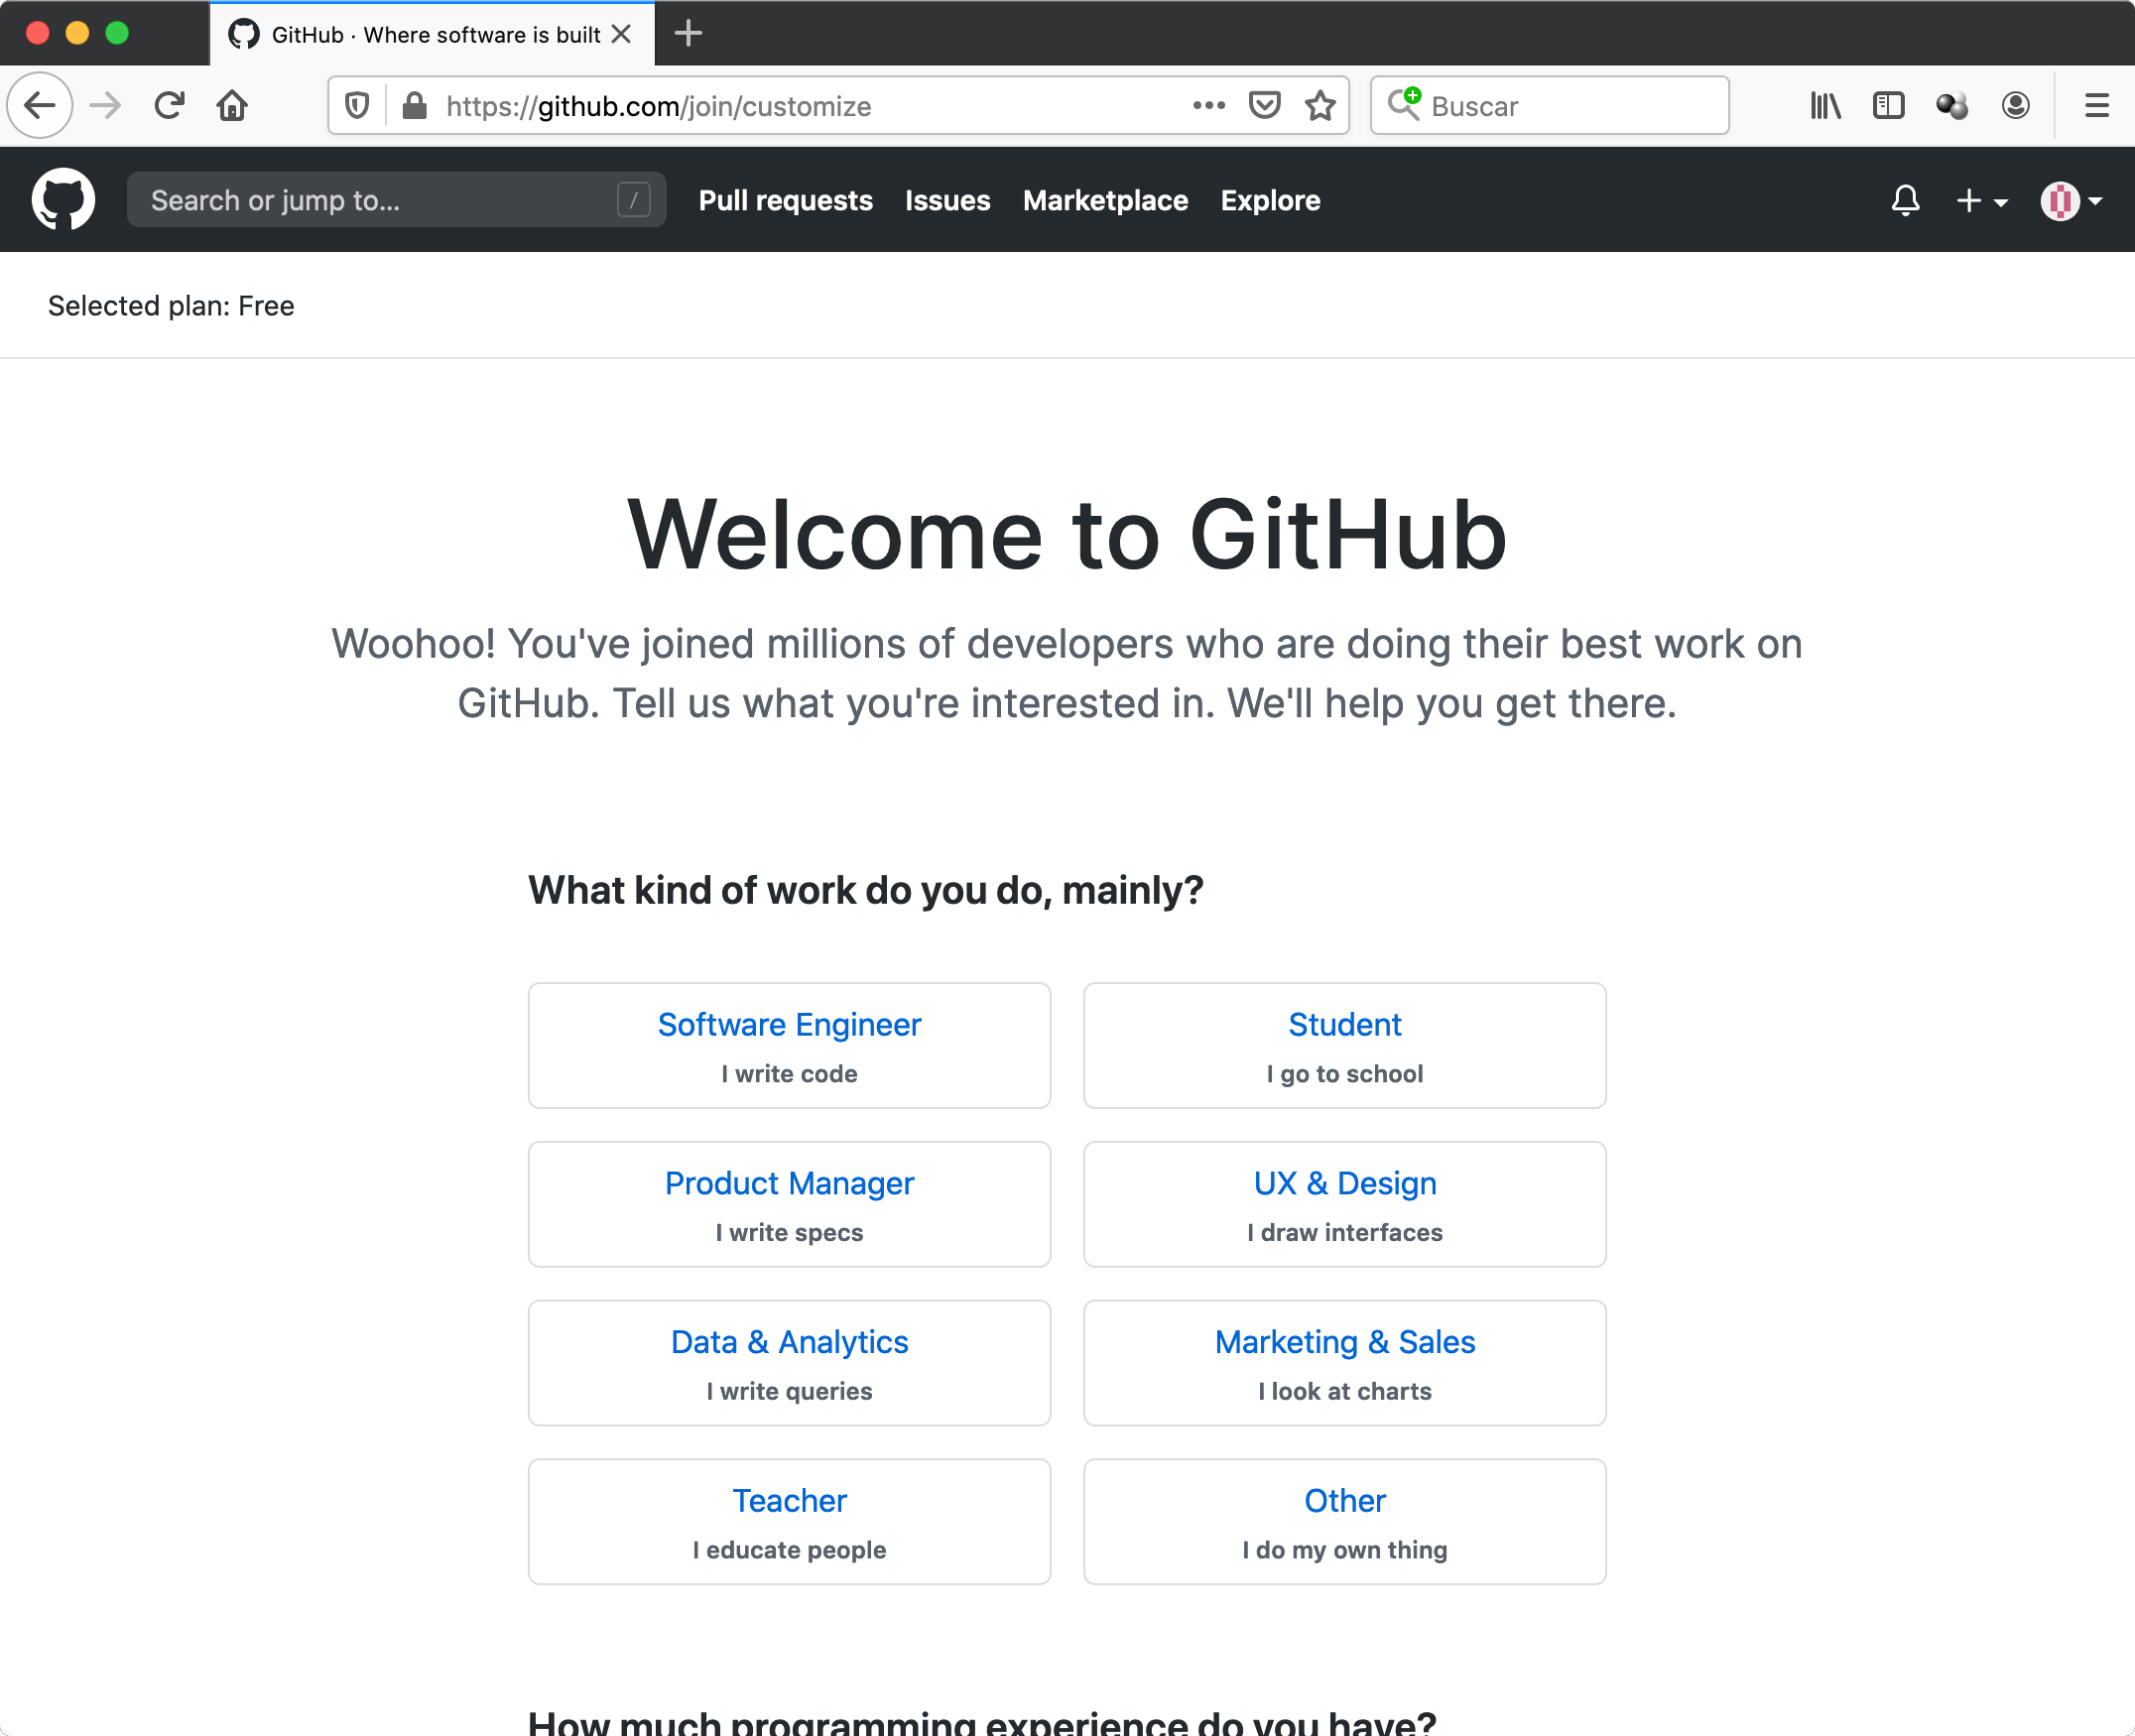 GitHub · Where software is built
https://github.com/join/customize
Buscar
Search or jump to...
/
Pull requests
Issues
Marketplace
Explore
Selected plan: Free
Welcome to GitHub
Woohoo! You've joined millions of developers who are doing their best work on
GitHub. Tell us what you're interested in. We'll help you get there.
What kind of work do you do, mainly?
Software Engineer
I write code
Student
I go to school
Product Manager
I write specs
UX & Design
I draw interfaces
Data & Analytics
I write queries
Marketing & Sales
I look at charts
Teacher
I educate people
Other
I do my own thing
How much programming experience do you have?